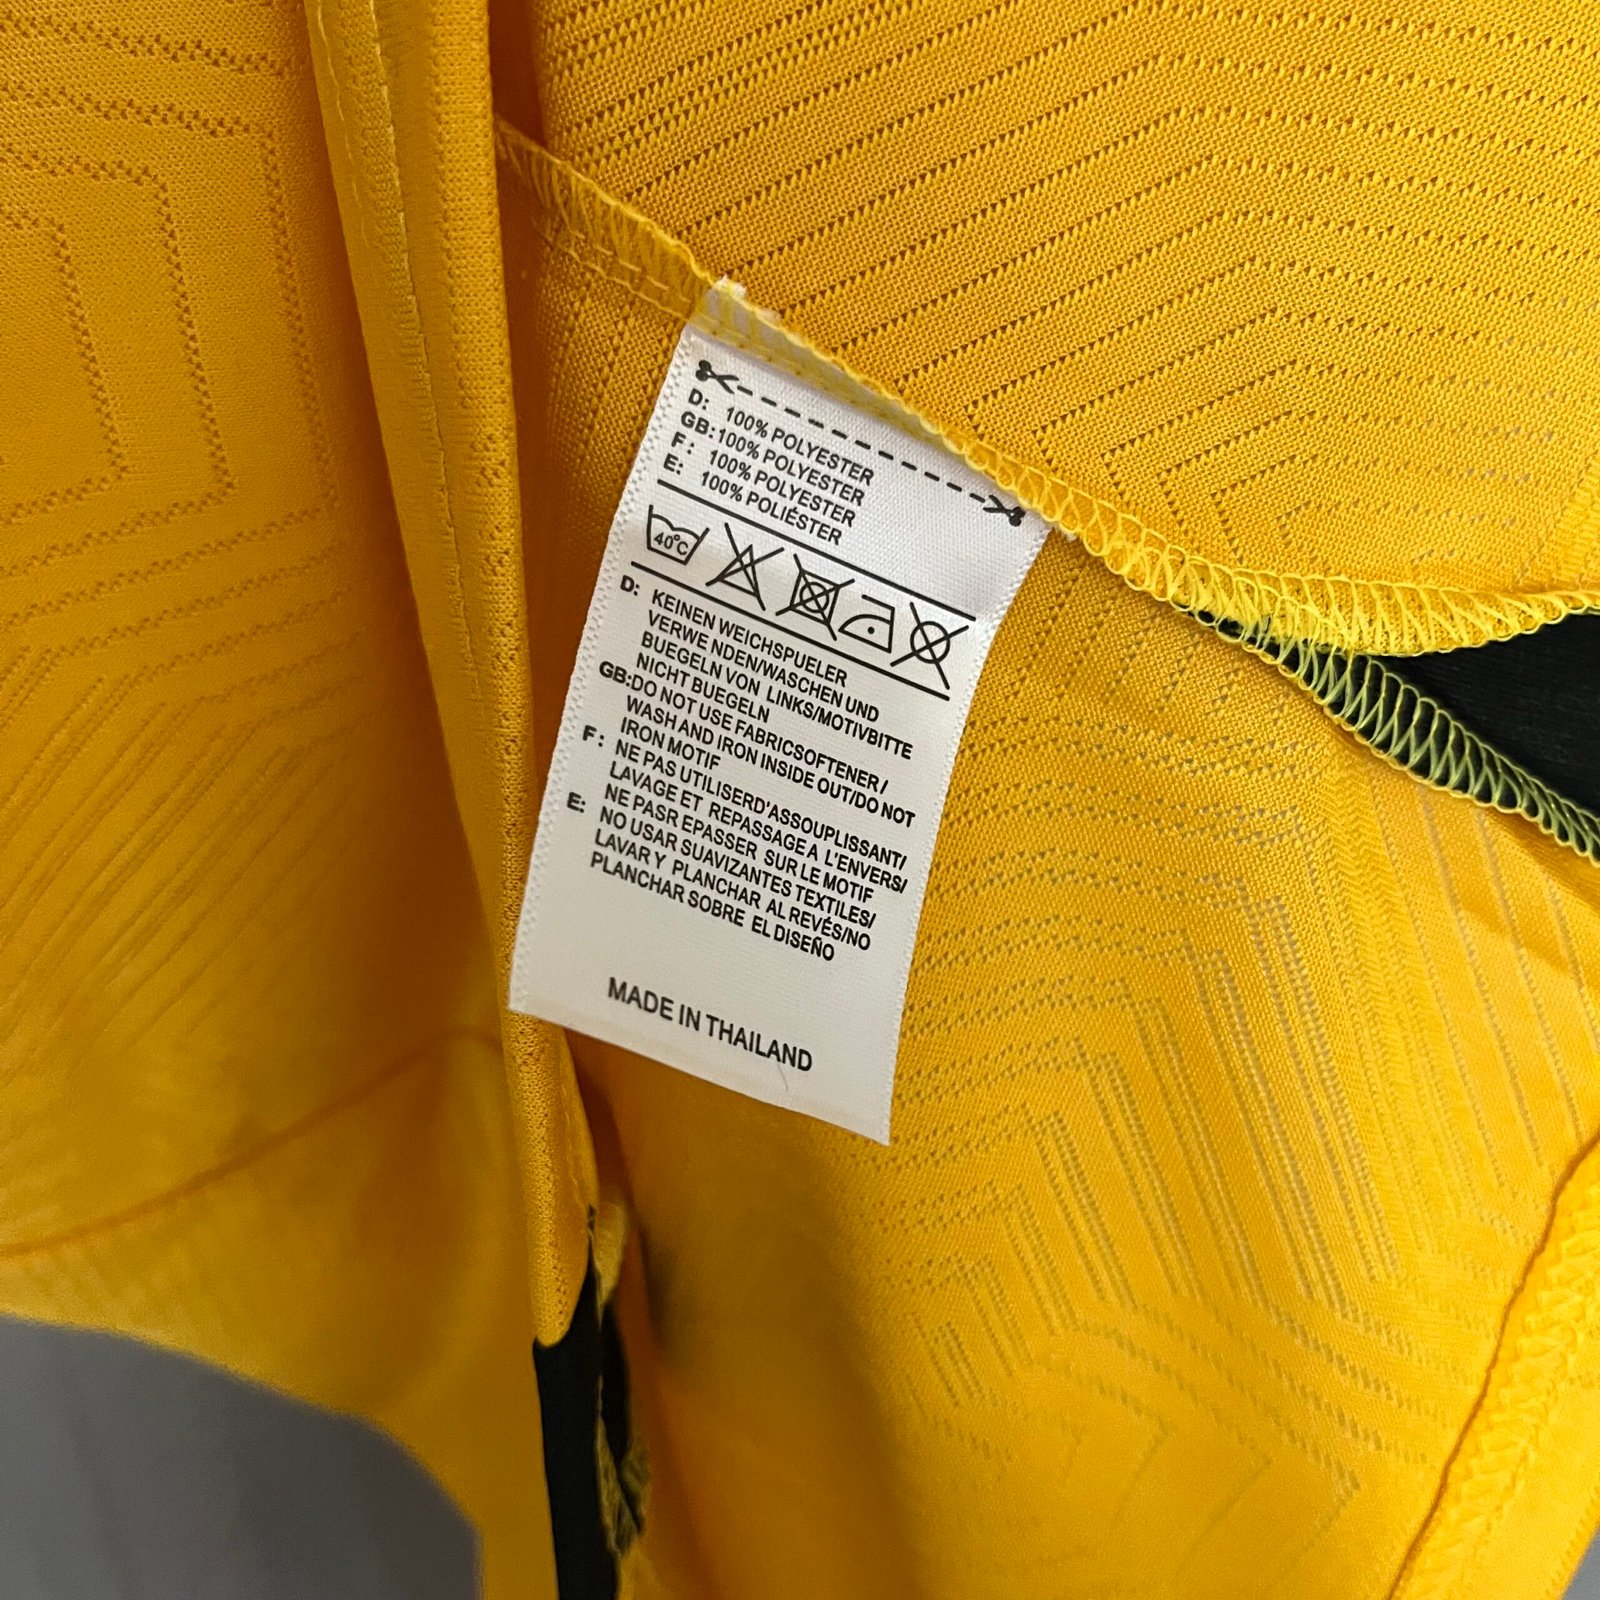 D: 100% POLYESTER
GB:100% POLYESTER
F: 100% POLYESTER
E: 100% POLIÉSTER
40°C
D: KEINEN WEICHSPUELER
VERWE NDEN/WASCHEN UND
BUEGELN VON LINKS/MOTIVBITTE
NICHT BUEGELN
GB:DO NOT USE FABRICSOFTENER/
WASH AND IRON INSIDE OUT/DO NOT
IRON MOTIF
F: NE PAS UTILISERD'ASSOUPLISSANT/
LAVAGE ET REPASSAGE A L'ENVERS/
NE PASR EPASSER SUR LE MOTIF
E: NO USAR SUAVIZANTES TEXTILES/
LAVAR Y PLANCHAR AL REVÉS/NO
PLANCHAR SOBRE EL DISEÑO
MADE IN THAILAND